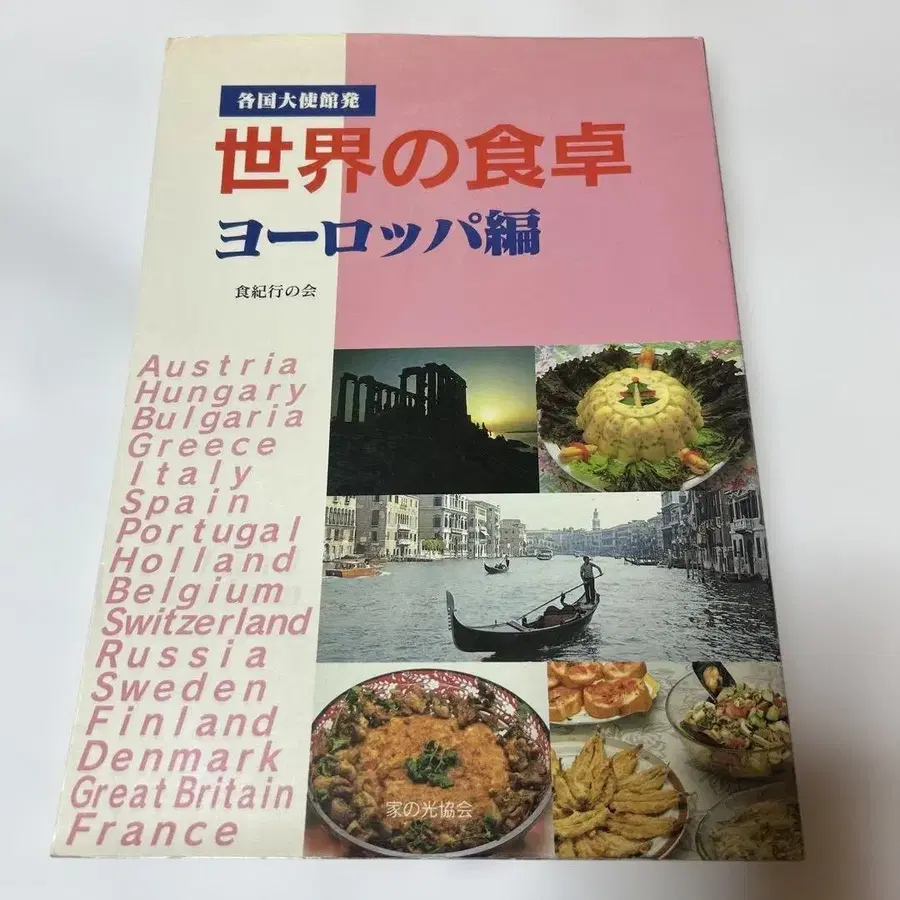 各国大使館発
世界の食卓
ヨーロッパ編
食紀行の会
Austria
Hungary
Bulgaria
Greece
Italy
Spain
Portugal
Holland
Belgium
Switzerland
Russia
Sweden
Finland
Denmark
Great Britain
France
家の光協会